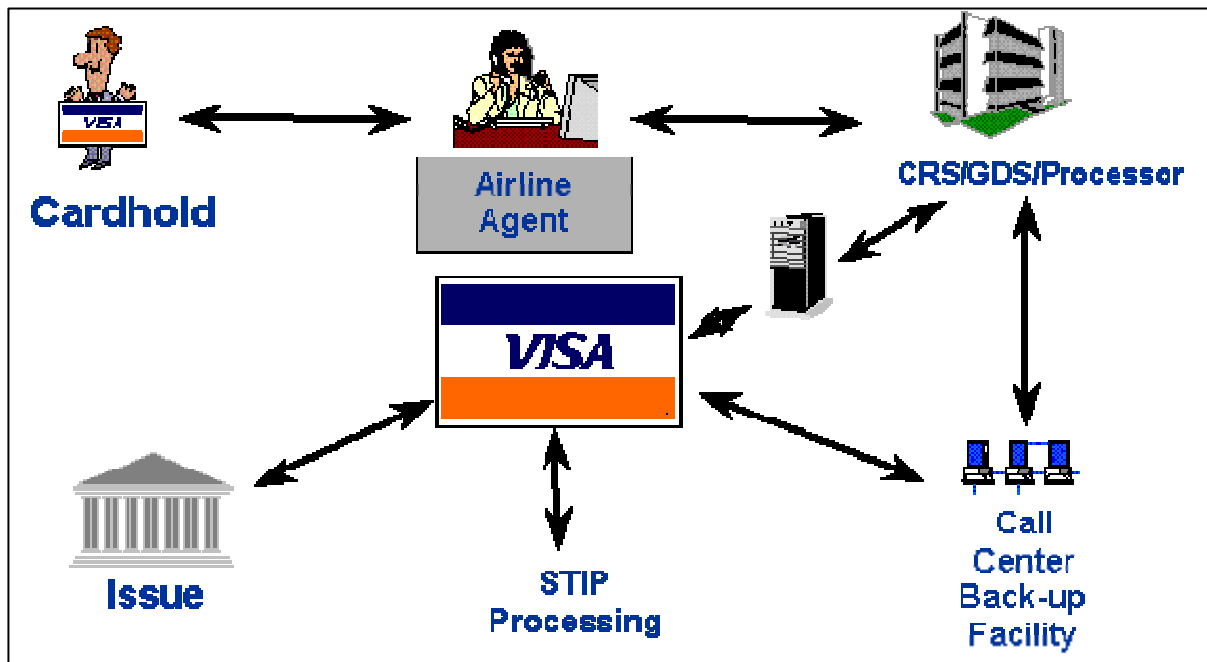 VISA
Cardhold
Airline
Agent
CRS/GDS/Processor
VISA
Issue
STIP
Processing
Call
Center
Back-up
Facility